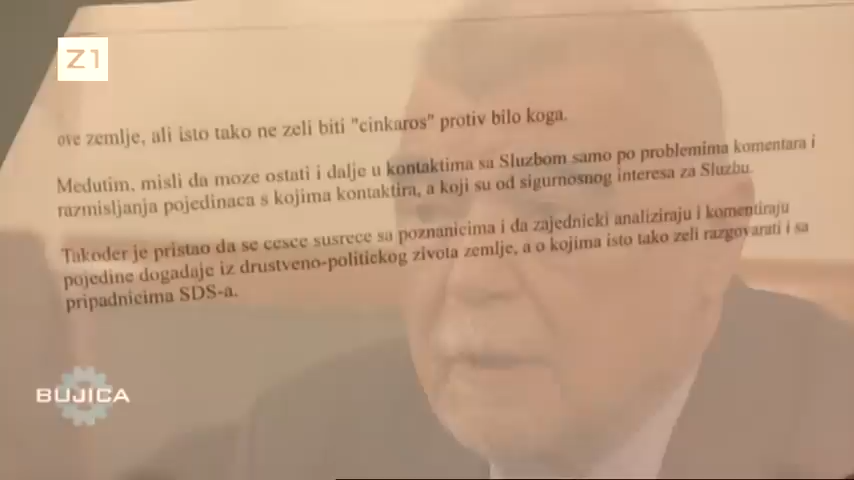 Z1
ove zemlje, ali isto tako ne zeli biti "cinkaros" protiv bilo koga.
Medutim, misli da moze ostati i dalje u kontaktima sa Sluzbom samo po problemima komentara i
razmisljanja pojedinaca s kojima kontaktira, a koji su od sigurnosnog interesa za Sluzbu.
Takoder je pristao da se cesce susrece sa poznanicima i da zajednicki analiziraju i komentiraju
pojedine dogadaje iz drustveno-politickog zivota zemlje, a o kojima isto tako zeli razgovarati i sa
pripadnicima SDS-a.
BUJICA